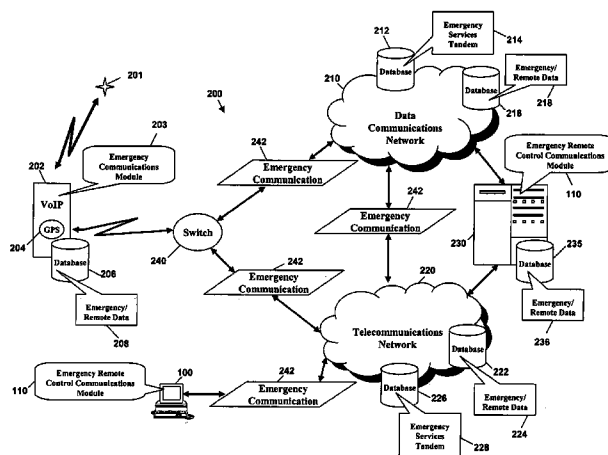 212
Emergency
Services
Tandem
214
201
210
Database
Emergency/
Remote Data
218
200
Database
216
203
Data
Communications
Network
Emergency
Communications
Module
202
242
Emergency
Communication
Emergency Remote
Control Communications
Module
110
VoIP
204
GPS
242
Emergency
Communication
Switch
240
230
235
Database
206
Database
242
Emergency
Communication
220
Emergency/
Remote Data
208
Emergency/
Remote Data
236
Telecommunications
Network
110
Emergency Remote
Control Communications
Module
100
242
Emergency
Communication
Database
222
Database
226
Emergency/
Remote Data
224
Emergency
Services
Tandem
228